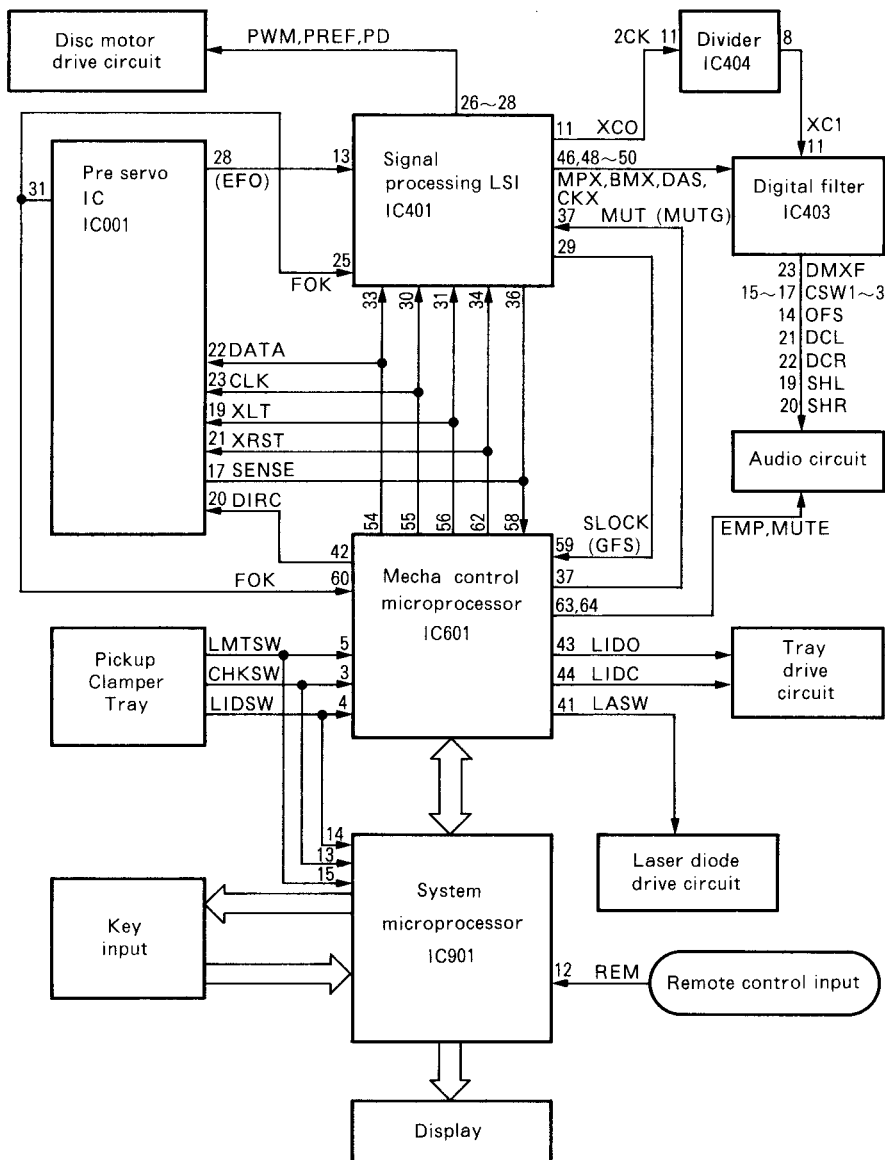 Disc motor
drive circuit
PWM,PREF,PD
26~28
2CK 11
Divider
IC404
8
11 XCO
XC1
11
Pre servo
IC
IC001
31
28
(EFO)
13
Signal
processing LSI
IC401
46,48~50
MPX,BMX,DAS,
CKX
37
MUT (MUTG)
29
Digital filter
IC403
25
FOK
33
30
31
34
36
23 DMXF
15~17 CSW1~3
14 OFS
21 DCL
22 DCR
19 SHL
20 SHR
22 DATA
23 CLK
19 XLT
21 XRST
17 SENSE
20 DIRC
Audio circuit
54
55
56
62
58
SLOCK
(GFS)
EMP,MUTE
42
59
FOK
60
37
63,64
Mecha control
microprocessor
IC601
Pickup
Clamper
Tray
LMTSW
5
CHKSW
3
LIDSW
4
43 LIDO
44 LIDC
41 LASW
Tray
drive
circuit
14
13
15
Laser diode
drive circuit
Key
input
System
microprocessor
IC901
12 REM
Remote control input
Display